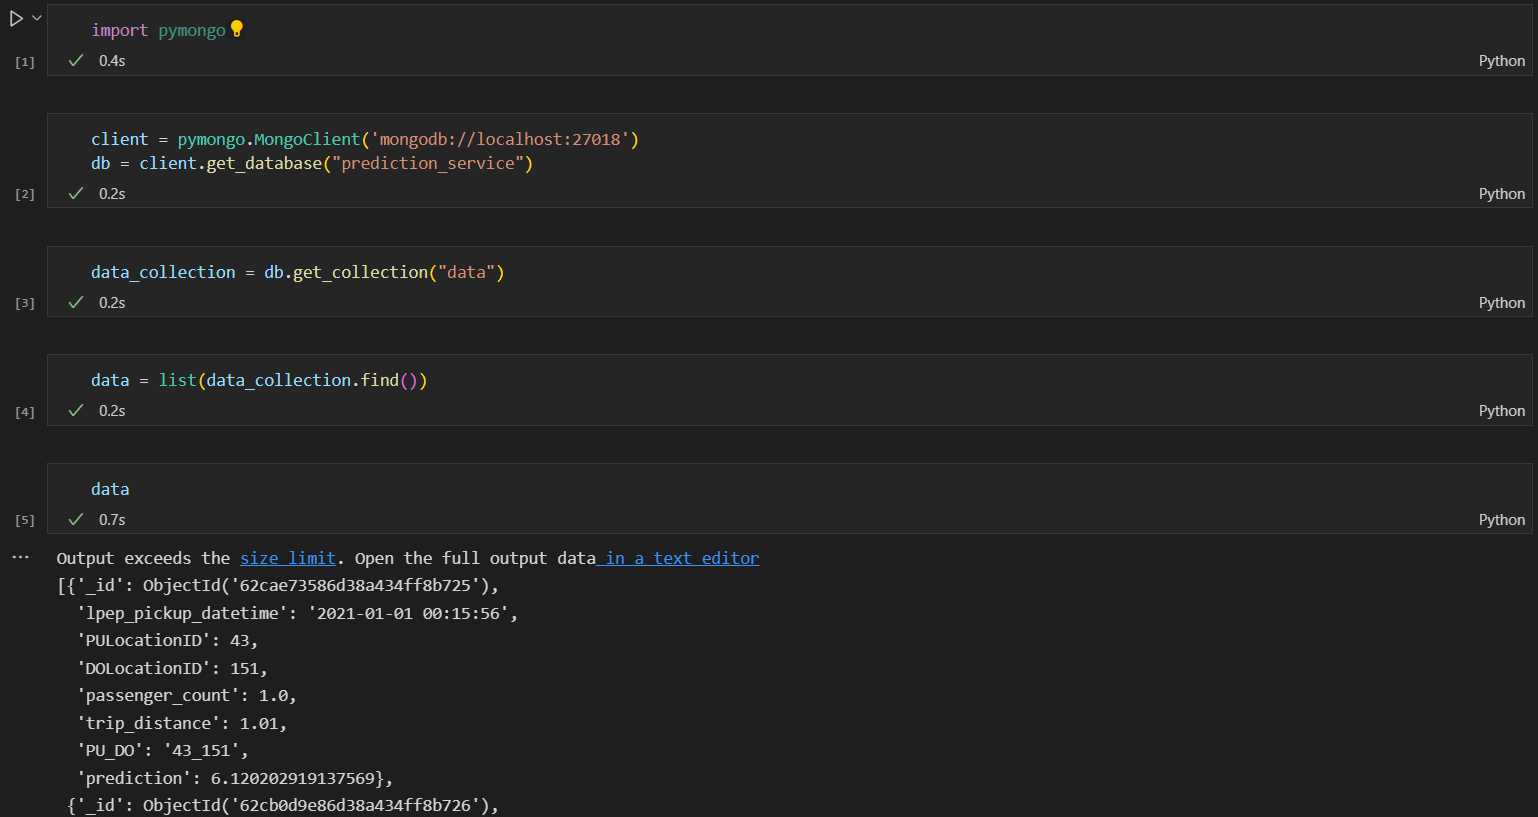 import pymongo
[1]
0.4s
Python
client = pymongo.MongoClient('mongodb://localhost:27018')
db = client.get_database("prediction_service")
[2]
0.2s
Python
data_collection = db.get_collection("data")
[3]
0.2s
Python
data = list(data_collection.find())
[4]
0.2s
Python
data
[5]
0.7s
Python
... Output exceeds the size limit. Open the full output data in a text editor
[{'_id': ObjectId('62cae73586d38a434ff8b725'),
'lpep_pickup_datetime': '2021-01-01 00:15:56',
'PULocationID': 43,
'DOLocationID': 151,
'passenger_count': 1.0,
'trip_distance': 1.01,
'PU_DO': '43_151',
'prediction': 6.120202919137569},
{'_id': ObjectId('62cb0d9e86d38a434ff8b726'),